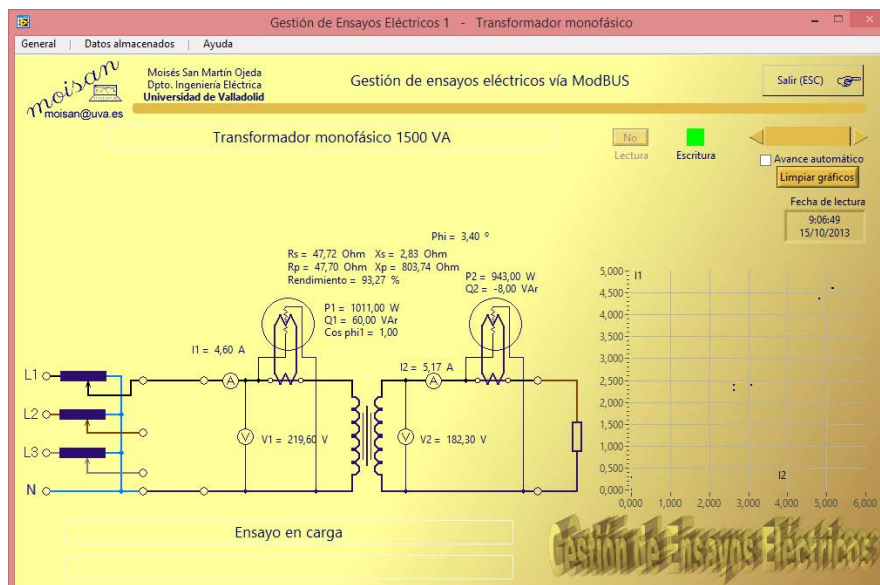 Gestión de Ensayos Eléctricos 1 - Transformador monofásico
General | Datos almacenados | Ayuda
moisan
moisan@uva.es
Moisés San Martín Ojeda
Dpto. Ingeniería Eléctrica
Universidad de Valladolid
Gestión de ensayos eléctricos vía ModBUS
Salir (ESC)
Transformador monofásico 1500 VA
No
Lectura
Escritura
Avance automático
Limpiar gráficos
Fecha de lectura
9:06:49
15/10/2013
Phi = 3,40 º
Rs = 47,72 Ohm Xs = 2,83 Ohm
Rp = 47,70 Ohm Xp = 803,74 Ohm
Rendimiento = 93,27 %
P1 = 1011,00 W
Q1 = 60,00 VAr
Cos phi1 = 1,00
P2 = 943,00 W
Q2 = -8,00 VAr
I1 = 4,60 A
I2 = 5,17 A
A
A
L1
L2
L3
N
V
V1 = 219,60 V
V
V2 = 182,30 V
5,000
I1
4,500
4,000
3,500
3,000
2,500
2,000
1,500
1,000
0,500
0,000
I2
0,000 1,000 2,000 3,000 4,000 5,000 6,000
Ensayo en carga
Gestión de Ensayos Eléctricos